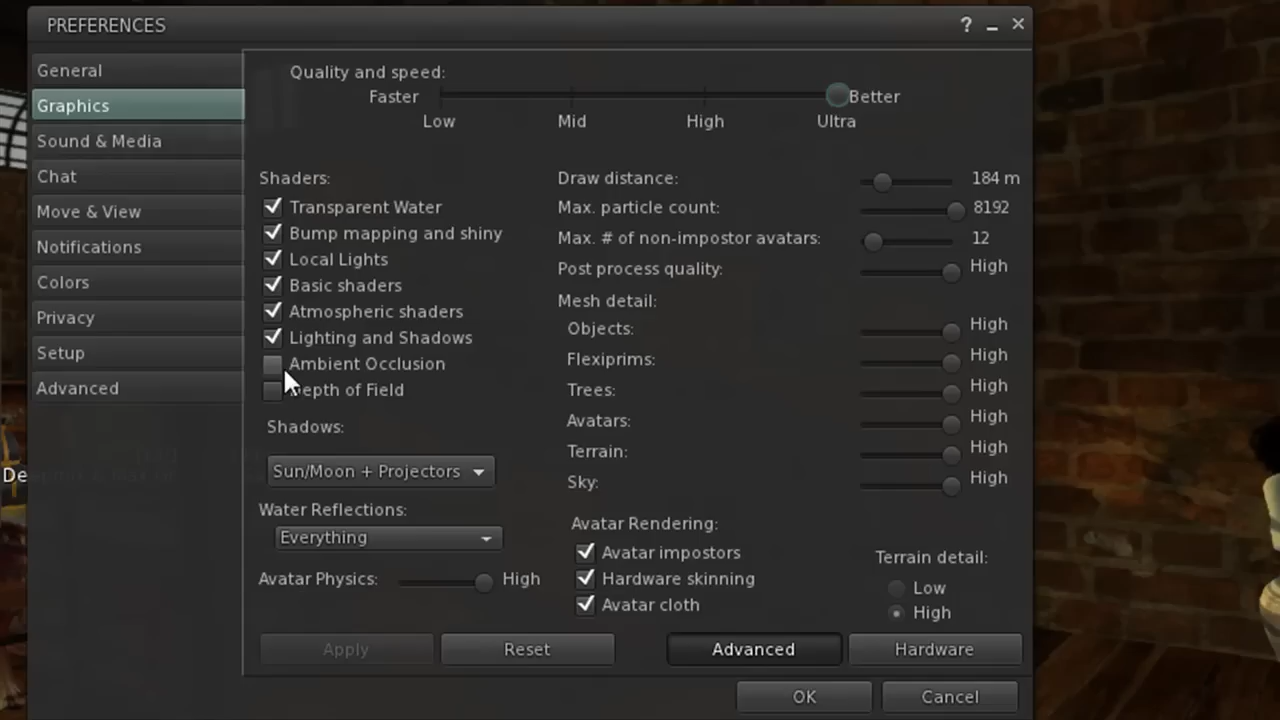 PREFERENCES
?
General
Graphics
Sound & Media
Chat
Move & View
Notifications
Colors
Privacy
Setup
Advanced
Quality and speed:
Faster
Better
Low
Mid
High
Ultra
Shaders:
Transparent Water
Bump mapping and shiny
Local Lights
Basic shaders
Atmospheric shaders
Lighting and Shadows
Ambient Occlusion
Depth of Field
Shadows:
Sun/Moon + Projectors
Water Reflections:
Everything
Avatar Physics: High
Draw distance: 184 m
Max. particle count: 8192
Max. # of non-impostor avatars: 12
Post process quality: High
Mesh detail:
Objects: High
Flexiprims: High
Trees: High
Avatars: High
Terrain: High
Sky: High
Avatar Rendering:
Avatar impostors
Hardware skinning
Avatar cloth
Terrain detail:
Low
High
Apply
Reset
Advanced
Hardware
OK
Cancel